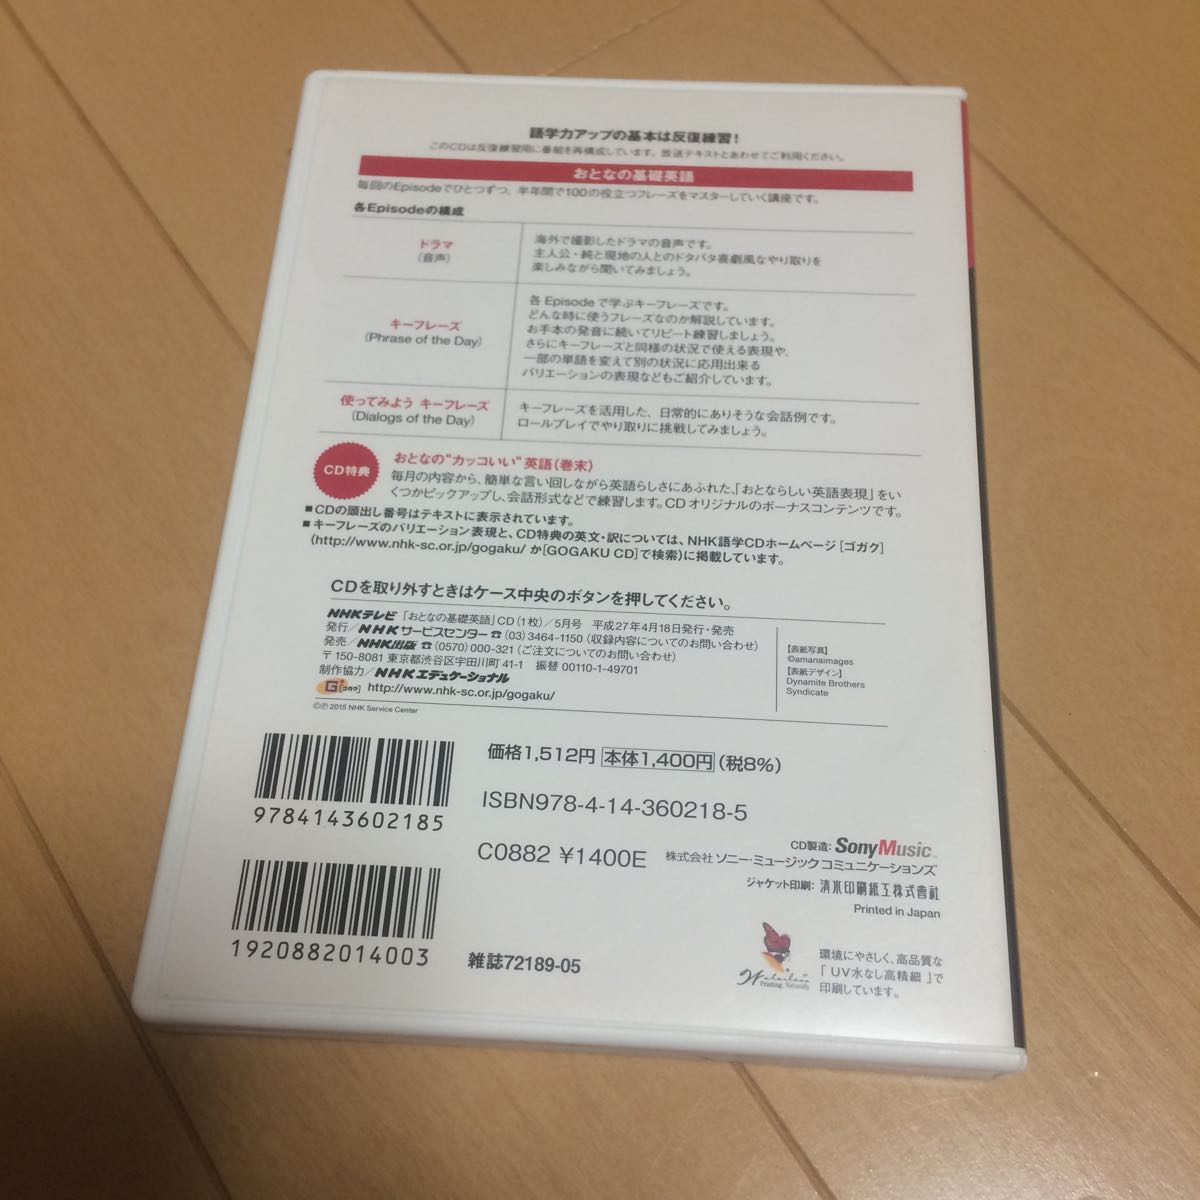 語学力アップの基本は反復練習！
このCDは反復練習用に番組を再構成しています。放送テキストとあわせてご利用ください。
おとなの基礎英語
毎回のEpisodeでひとつずつ、半年間で100の役立つフレーズをマスターしていく講座です。
各Episodeの構成
ドラマ
(音声)
海外で撮影したドラマの音声です。
主人公・純と現地の人とのドタバタ喜劇風なやり取りを
楽しみながら聞いてみましょう。
キーフレーズ
(Phrase of the Day)
各Episodeで学ぶキーフレーズです。
どんな時に使うフレーズなのか解説しています。
お手本の発音に続いてリピート練習しましょう。
さらにキーフレーズと同様の状況で使える表現や、
一部の単語を変えて別の状況に応用出来る
バリエーションの表現などもご紹介しています。
使ってみよう キーフレーズ
(Dialogs of the Day)
キーフレーズを活用した、日常的にありそうな会話例です。
ロールプレイでやり取りに挑戦してみましょう。
CD特典
おとなの“カッコいい”英語(巻末)
毎月の内容から、簡単な言い回しながら英語らしさにあふれた、「おとならしい英語表現」をい
くつかピックアップし、会話形式などで練習します。CDオリジナルのボーナスコンテンツです。
■CDの頭出し番号はテキストに表示されています。
■キーフレーズのバリエーション表現と、CD特典の英文・訳については、NHK語学CDホームページ[ゴガク]
(http://www.nhk-sc.or.jp/gogaku/ か[GOGAKU CD]で検索)に掲載しています。
CDを取り外すときはケース中央のボタンを押してください。
NHKテレビ「おとなの基礎英語」CD(1枚)／5月号 平成27年4月18日発行・発売
発行／NHKサービスセンター☎(03)3464-1150(収録内容についてのお問い合わせ)
発売／NHK出版☎(0570)000-321(ご注文についてのお問い合わせ)
〒150-8081 東京都渋谷区宇田川町41-1 振替 00110-1-49701
制作協力／NHKエデュケーショナル
G [ゴガク] http://www.nhk-sc.or.jp/gogaku/
©℗ 2015 NHK Service Center
【表紙写真】
©amanaimages
【表紙デザイン】
Dynamite Brothers
Syndicate
価格1,512円 本体1,400円(税8%)
9784143602185
ISBN978-4-14-360218-5
C0882 ¥1400E
1920882014003
雑誌72189-05
CD製造: SonyMusic
株式会社 ソニー・ミュージックコミュニケーションズ
ジャケット印刷: 清水印刷紙工株式會社
Printed in Japan
Waterless
Printing. Naturally.
環境にやさしく、高品質な
「UV水なし高精細」で
印刷しています。